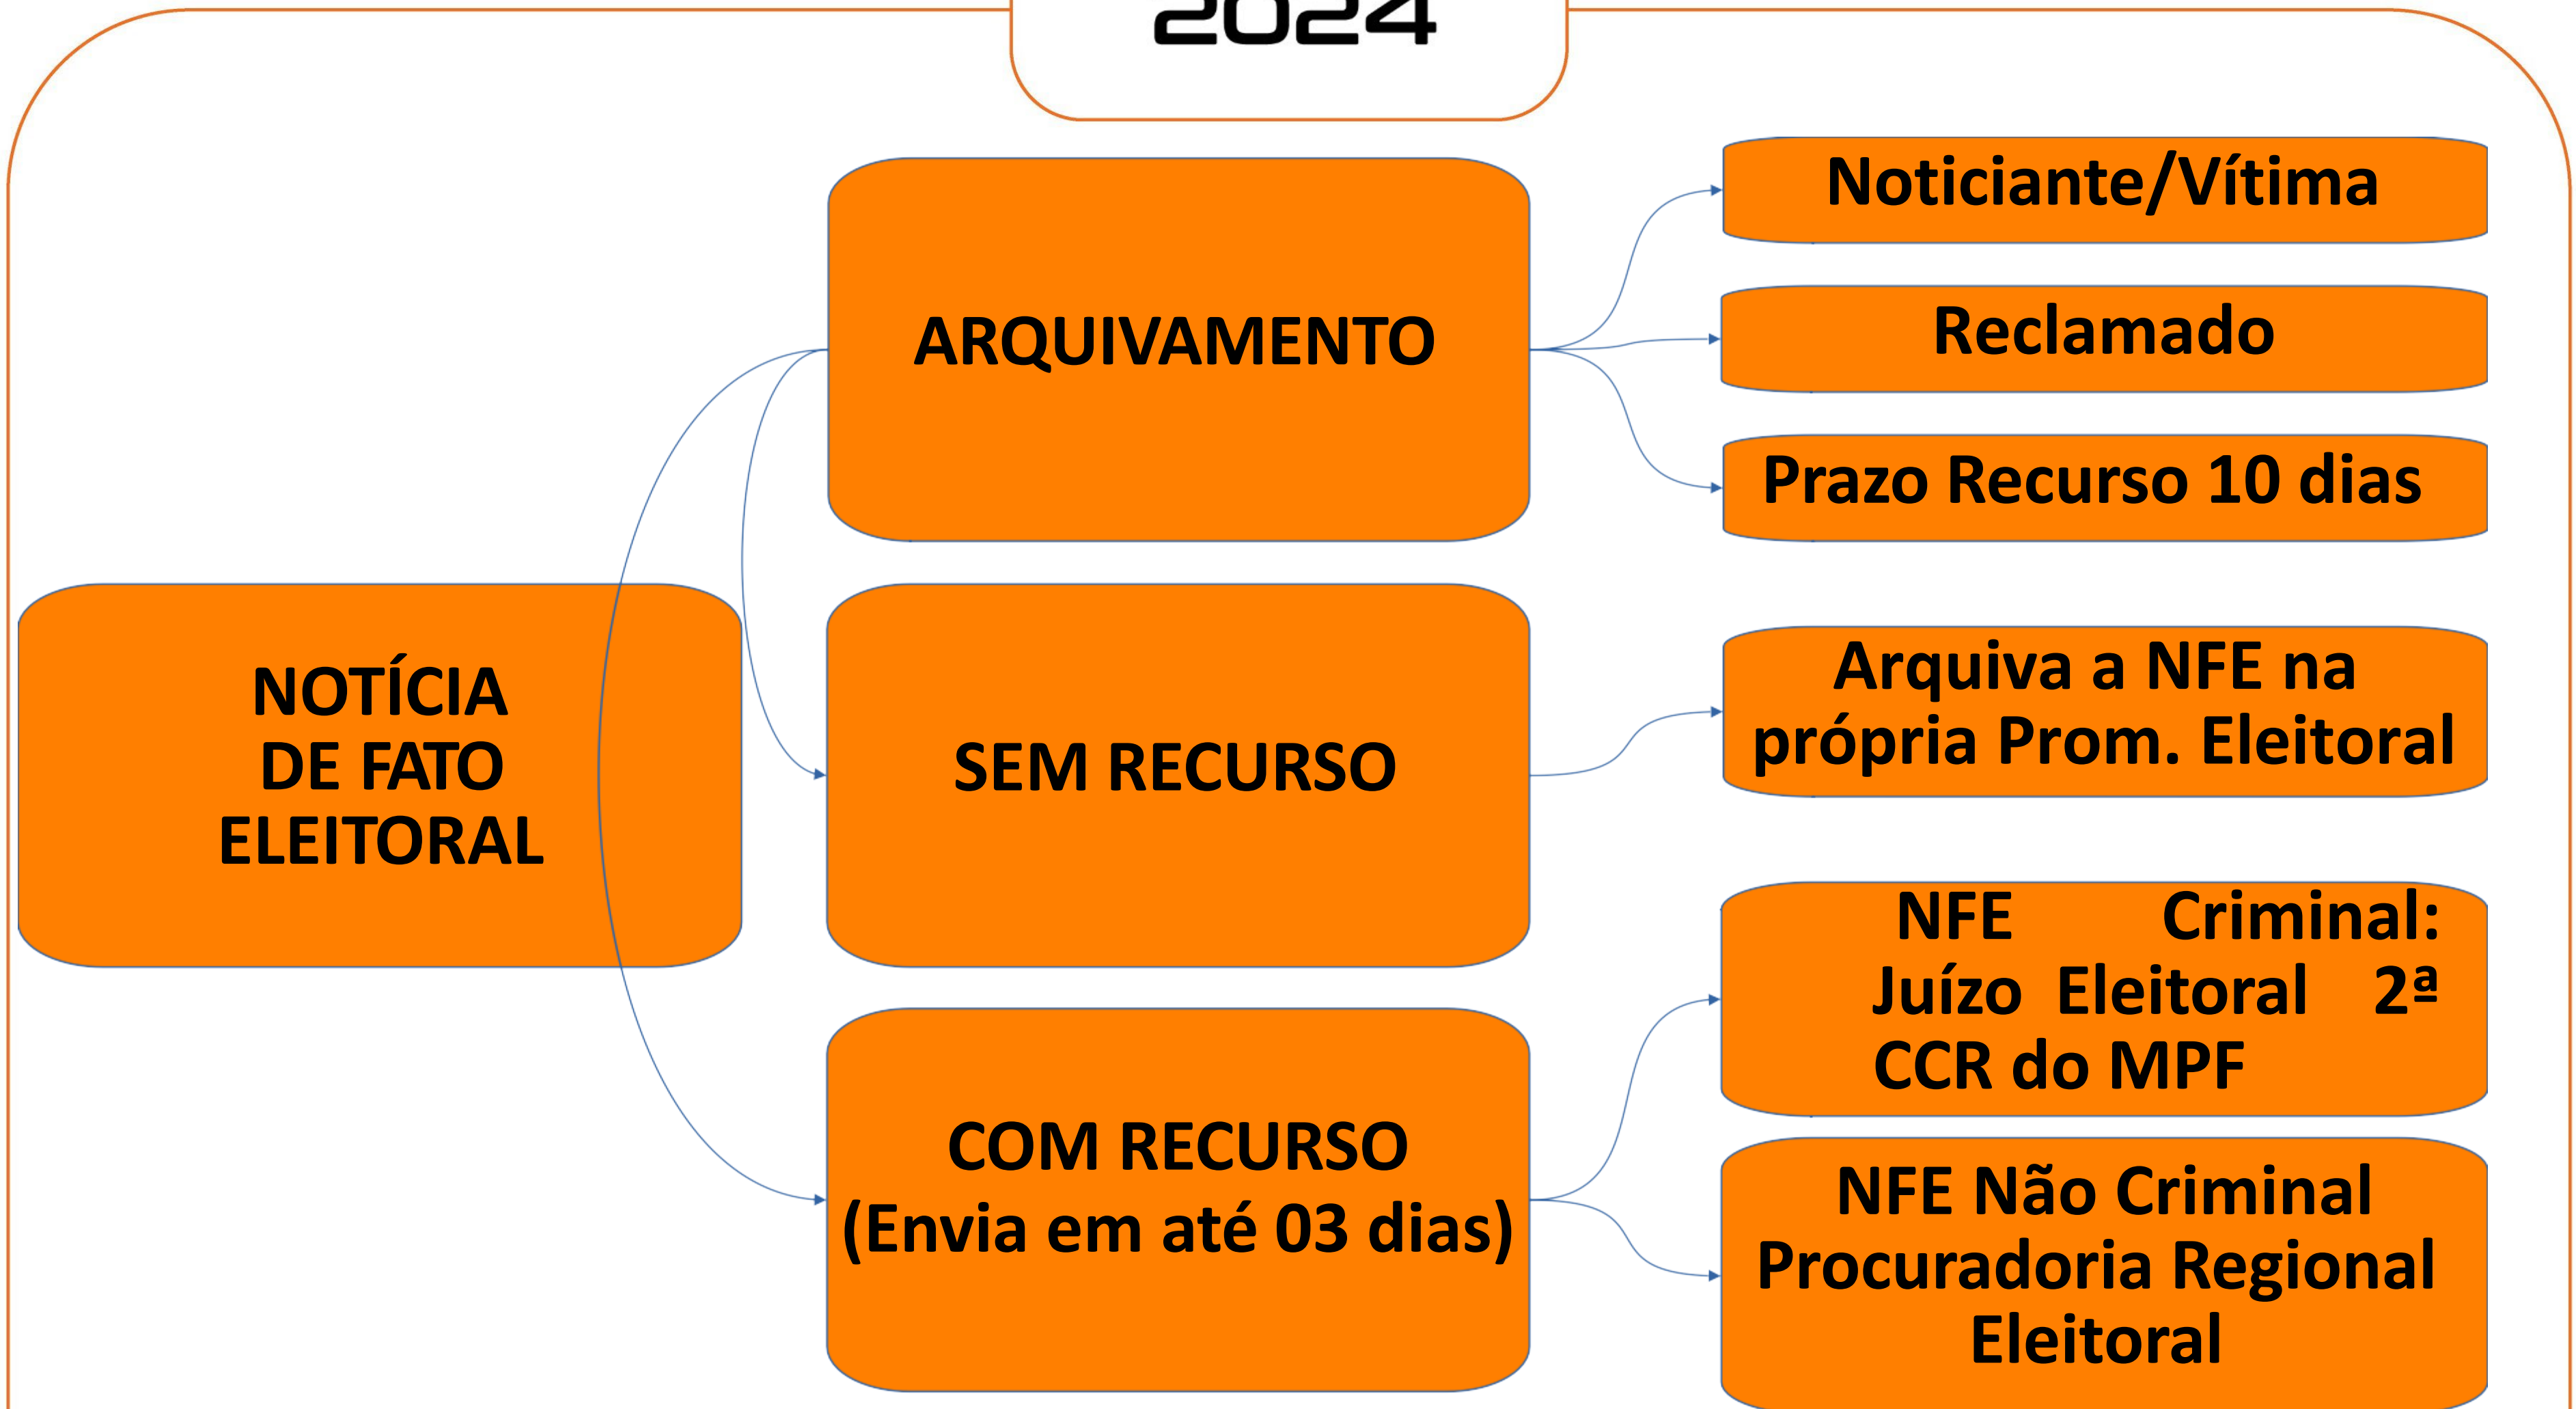 2024
ARQUIVAMENTO
Noticiante/Vítima
Reclamado
Prazo Recurso 10 dias
NOTÍCIA
DE FATO
ELEITORAL
SEM RECURSO
Arquiva a NFE na
própria Prom. Eleitoral
COM RECURSO
(Envia em até 03 dias)
NFE Criminal:
Juízo Eleitoral 2ª
CCR do MPF
NFE Não Criminal
Procuradoria Regional
Eleitoral